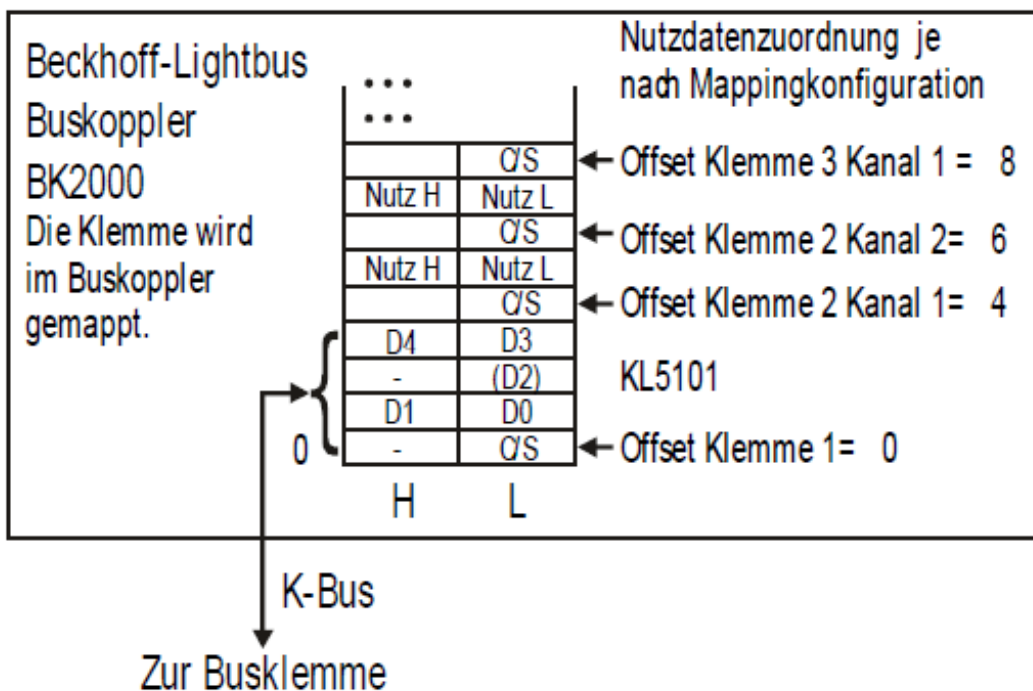 Beckhoff-Lightbus
Buskoppler
BK2000
Die Klemme wird
im Buskoppler
gemappt.
Nutzdatenzuordnung je
nach Mappingkonfiguration
C/S
Offset Klemme 3 Kanal 1 = 8
Nutz H Nutz L
C/S
Offset Klemme 2 Kanal 2= 6
Nutz H Nutz L
C/S
Offset Klemme 2 Kanal 1= 4
D4 D3
- (D2)
KL5101
D1 D0
0 - C/S
Offset Klemme 1= 0
H L
K-Bus
Zur Busklemme